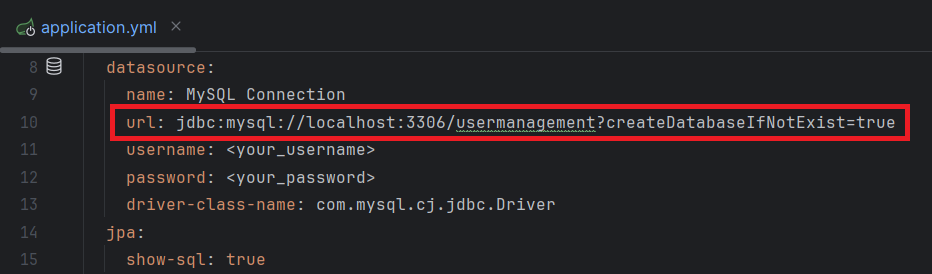 application.yml ×
8 datasource:
9 name: MySQL Connection
10 url: jdbc:mysql://localhost:3306/usermanagement?createDatabaseIfNotExist=true
11 username: <your_username>
12 password: <your_password>
13 driver-class-name: com.mysql.cj.jdbc.Driver
14 jpa:
15 show-sql: true